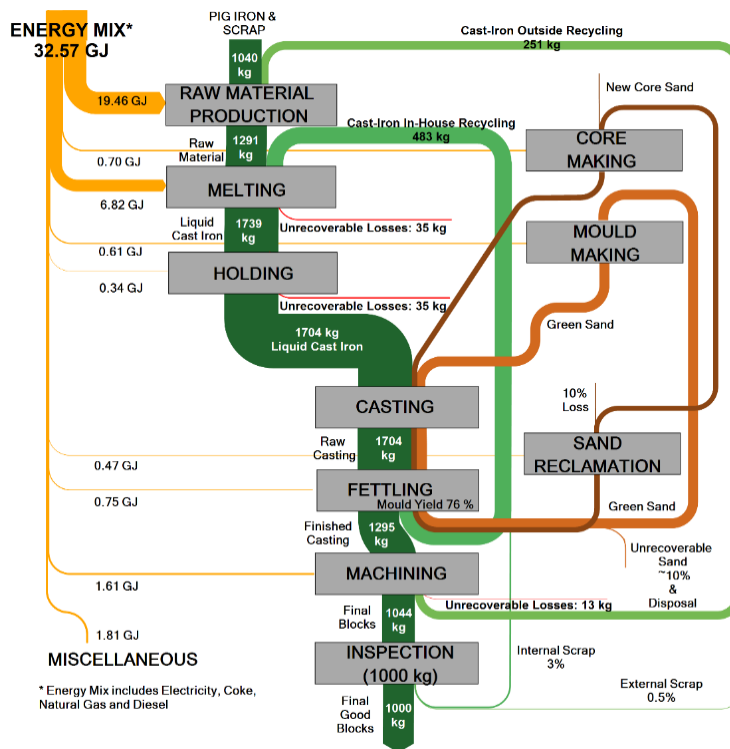 ENERGY MIX*
32.57 GJ
PIG IRON &
SCRAP
1040
kg
Cast-Iron Outside Recycling
251 kg
19.46 GJ
RAW MATERIAL
PRODUCTION
New Core Sand
Raw
Material
1291
kg
Cast-Iron In-House Recycling
483 kg
CORE
MAKING
0.70 GJ
MELTING
6.82 GJ
Liquid
Cast Iron
1739
kg
Unrecoverable Losses: 35 kg
MOULD
MAKING
0.61 GJ
HOLDING
0.34 GJ
Unrecoverable Losses: 35 kg
1704 kg
Liquid Cast Iron
Green Sand
CASTING
10%
Loss
Raw
Casting
1704
kg
SAND
RECLAMATION
0.47 GJ
FETTLING
Mould Yield 76 %
0.75 GJ
Green Sand
Finished
Casting
1295
kg
Unrecoverable
Sand
~10%
&
Disposal
MACHINING
1.61 GJ
Unrecoverable Losses: 13 kg
Final
Blocks
1044
kg
1.81 GJ
MISCELLANEOUS
INSPECTION
(1000 kg)
Internal Scrap
3%
External Scrap
0.5%
* Energy Mix includes Electricity, Coke,
Natural Gas and Diesel
Final
Good
Blocks
1000
kg